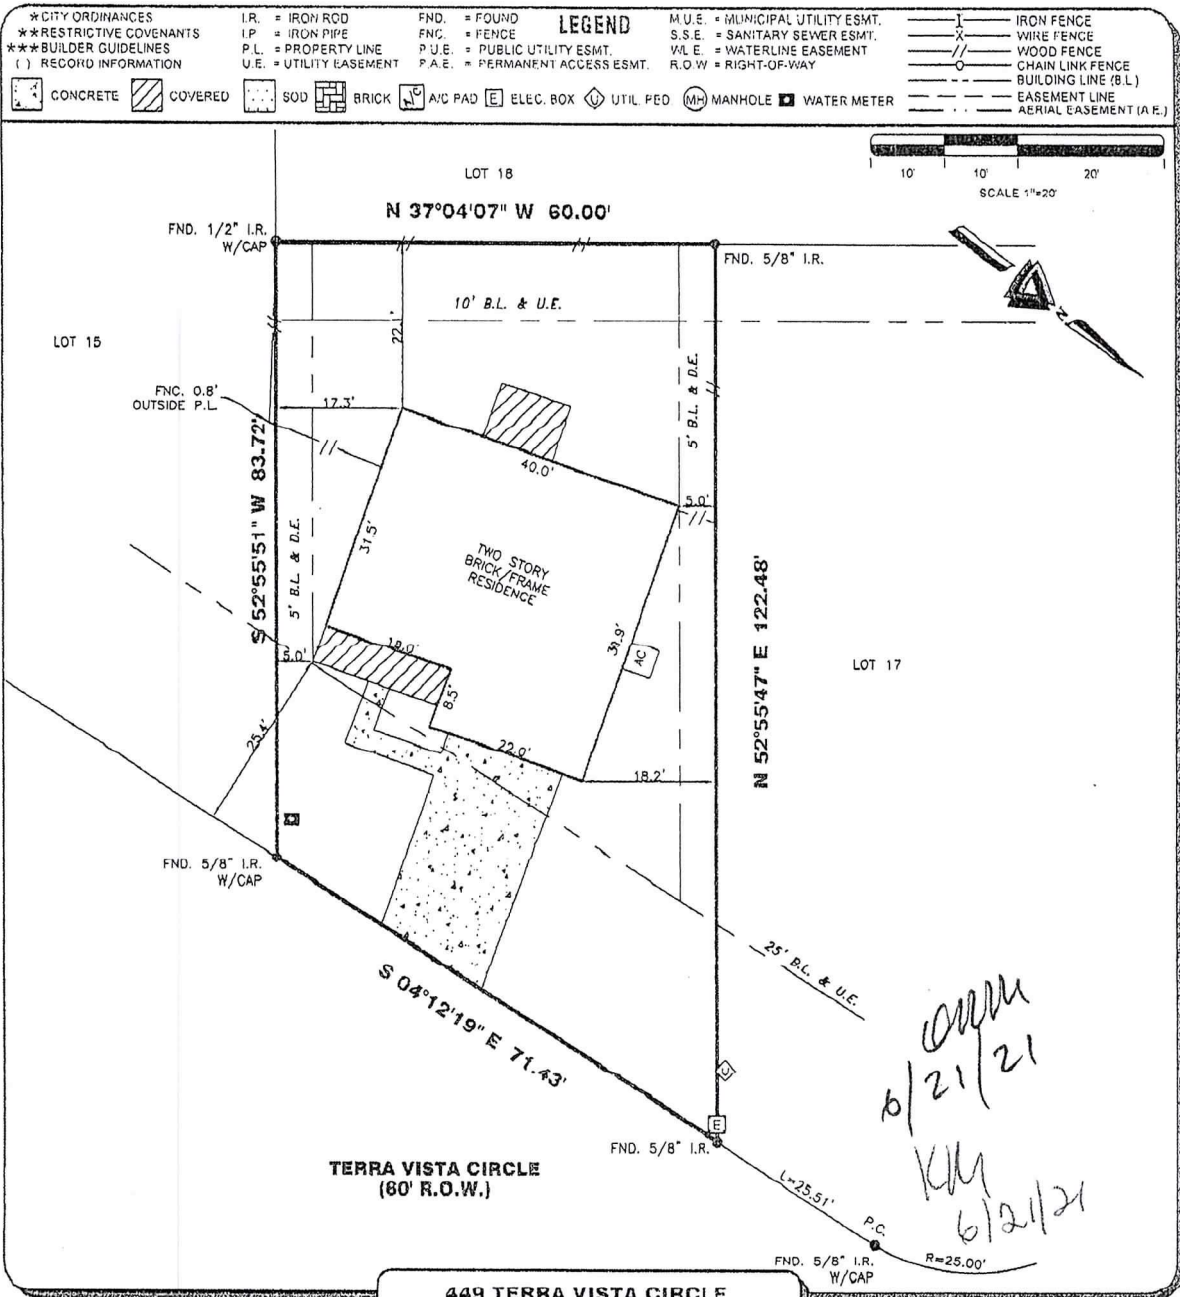 LEGEND
*CITY ORDINANCES
**RESTRICTIVE COVENANTS
***BUILDER GUIDELINES
( ) RECORD INFORMATION
I.R. = IRON ROD
I.P = IRON PIPE
P.L. = PROPERTY LINE
U.E. = UTILITY EASEMENT
FND. = FOUND
FNC. = FENCE
P.U.E. = PUBLIC UTILITY ESMT.
P.A.E. = PERMANENT ACCESS ESMT.
M.U.E. = MUNICIPAL UTILITY ESMT.
S.S.E. = SANITARY SEWER ESMT.
W.L E. = WATERLINE EASEMENT
R.O.W = RIGHT-OF-WAY
I IRON FENCE
X WIRE FENCE
// WOOD FENCE
CHAIN LINK FENCE
BUILDING LINE (B.L)
EASEMENT LINE
AERIAL EASEMENT (A.E.)
CONCRETE
COVERED
SOD
BRICK
A/C A/C PAD
E ELEC. BOX
U UTIL. PED.
MH MANHOLE
WATER METER
10' 10' 20'
SCALE 1"=20'
LOT 18
N 37°04'07" W 60.00'
FND. 1/2" I.R.
W/CAP
FND. 5/8" I.R.
N
10' B.L. & U.E.
22.'
LOT 15
FNC. 0.8'
OUTSIDE P.L.
17.3'
5' B.L. & D.E.
40.0'
5.0'
S 52°55'51" W 83.72'
5' B.L. & D.E.
31.5'
TWO STORY
BRICK/FRAME
RESIDENCE
N 52°55'47" E 122.48'
31.9'
AC
LOT 17
5.0'
8.5'
25.4'
22.0'
18.2'
FND. 5/8" I.R.
W/CAP
25' B.L. & U.E.
S 04°12'19" E 71.43'
6/21/21
U
E
FND. 5/8" I.R.
TERRA VISTA CIRCLE
(60' R.O.W.)
KM
6/21/21
L=25.51'
P.C.
FND. 5/8" I.R.
W/CAP
R=25.00'
449 TERRA VISTA CIRCLE